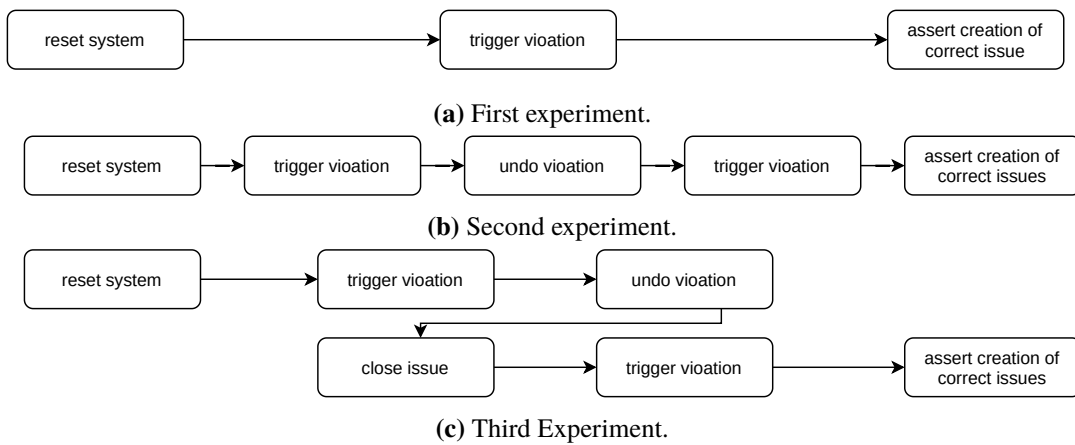 reset system
trigger vioation
assert creation of
correct issue
(a) First experiment.
reset system
trigger vioation
undo vioation
trigger vioation
assert creation of
correct issues
(b) Second experiment.
reset system
trigger vioation
undo vioation
close issue
trigger vioation
assert creation of
correct issues
(c) Third Experiment.